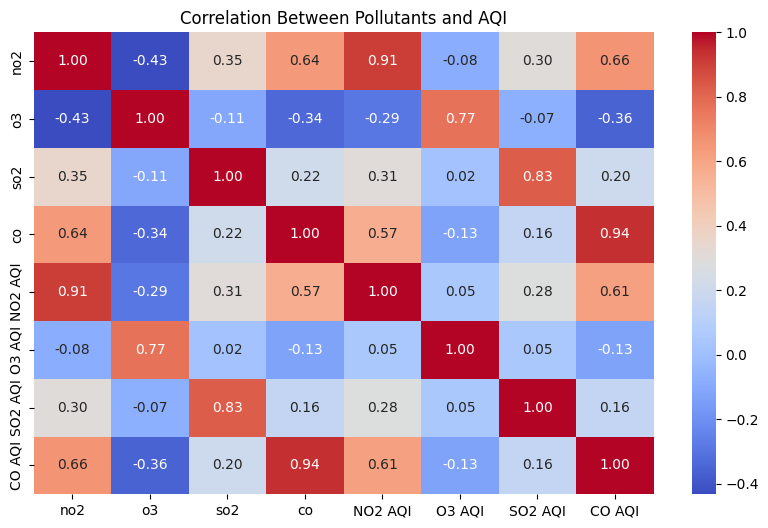 Correlation Between Pollutants and AQI
no2 1.00 -0.43 0.35 0.64 0.91 -0.08 0.30 0.66
o3 -0.43 1.00 -0.11 -0.34 -0.29 0.77 -0.07 -0.36
so2 0.35 -0.11 1.00 0.22 0.31 0.02 0.83 0.20
co 0.64 -0.34 0.22 1.00 0.57 -0.13 0.16 0.94
NO2 AQI 0.91 -0.29 0.31 0.57 1.00 0.05 0.28 0.61
O3 AQI -0.08 0.77 0.02 -0.13 0.05 1.00 0.05 -0.13
SO2 AQI 0.30 -0.07 0.83 0.16 0.28 0.05 1.00 0.16
CO AQI 0.66 -0.36 0.20 0.94 0.61 -0.13 0.16 1.00
no2 o3 so2 co NO2 AQI O3 AQI SO2 AQI CO AQI
1.0
0.8
0.6
0.4
0.2
0.0
−0.2
−0.4